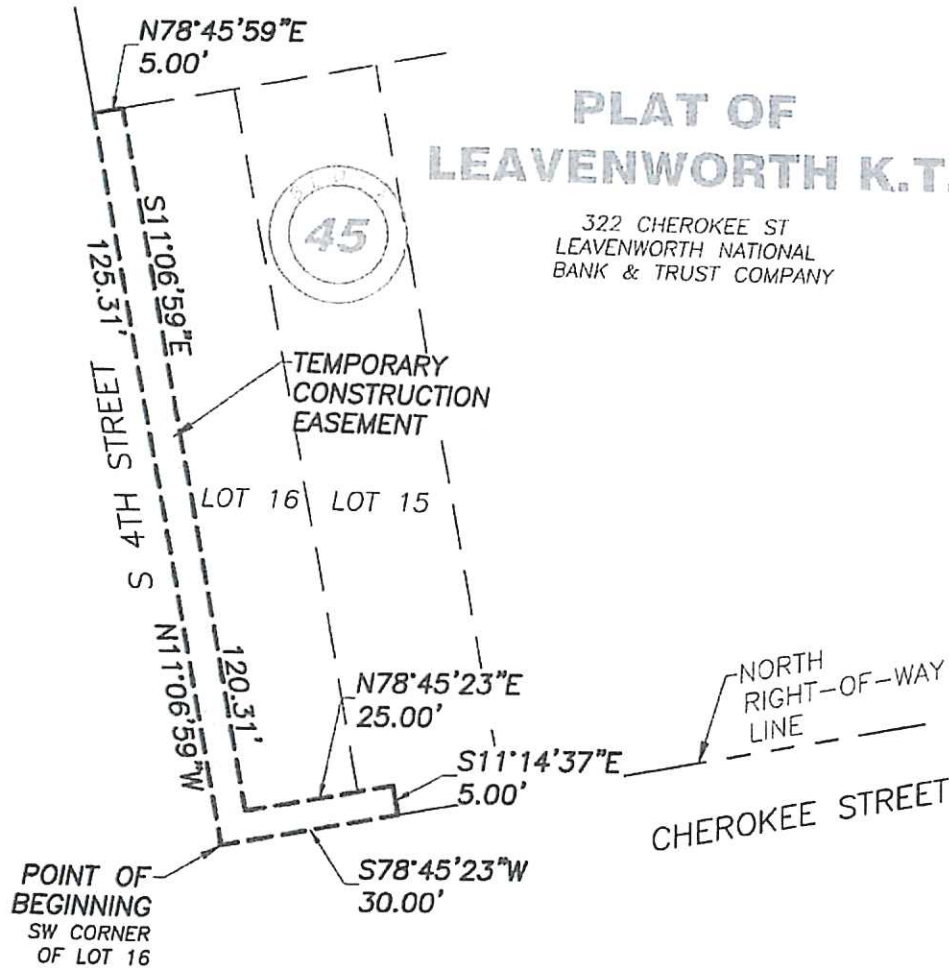 N78°45'59"E
5.00'
PLAT OF
LEAVENWORTH K.T.
322 CHEROKEE ST
LEAVENWORTH NATIONAL
BANK & TRUST COMPANY
45
S11°06'59"E
125.31'
TEMPORARY
CONSTRUCTION
EASEMENT
S 4TH STREET
LOT 16
LOT 15
N11°06'59"W
120.31'
N78°45'23"E
25.00'
NORTH
RIGHT-OF-WAY
LINE
S11°14'37"E
5.00'
CHEROKEE STREET
POINT OF
BEGINNING
SW CORNER
OF LOT 16
S78°45'23"W
30.00'